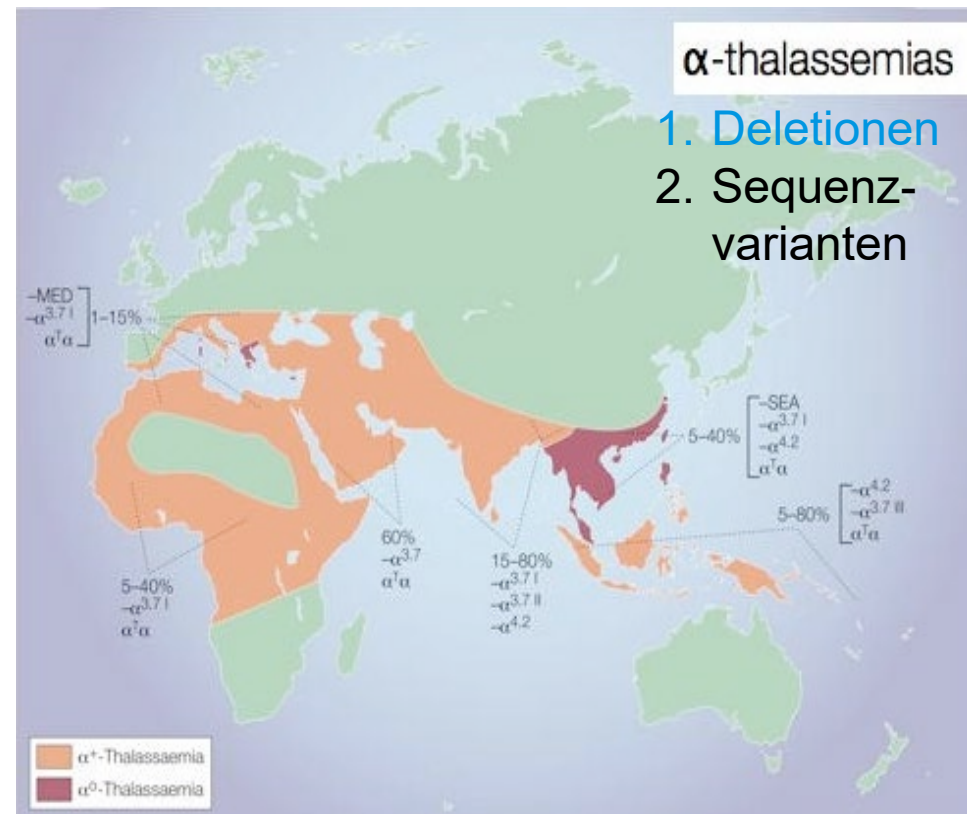 α-thalassemias
1. Deletionen
2. Sequenz-
varianten
–MED
–α³·⁷ ᴵ
αᵀα
1–15%
5–40%
–SEA
–α³·⁷ ᴵ
–α⁴·²
αᵀα
5–80%
–α⁴·²
–α³·⁷ ᴵᴵᴵ
αᵀα
60%
–α³·⁷
αᵀα
15–80%
–α³·⁷ ᴵ
–α³·⁷ ᴵᴵ
–α⁴·²
5–40%
–α³·⁷ ᴵ
αᵀα
α⁺-Thalassaemia
α⁰-Thalassaemia